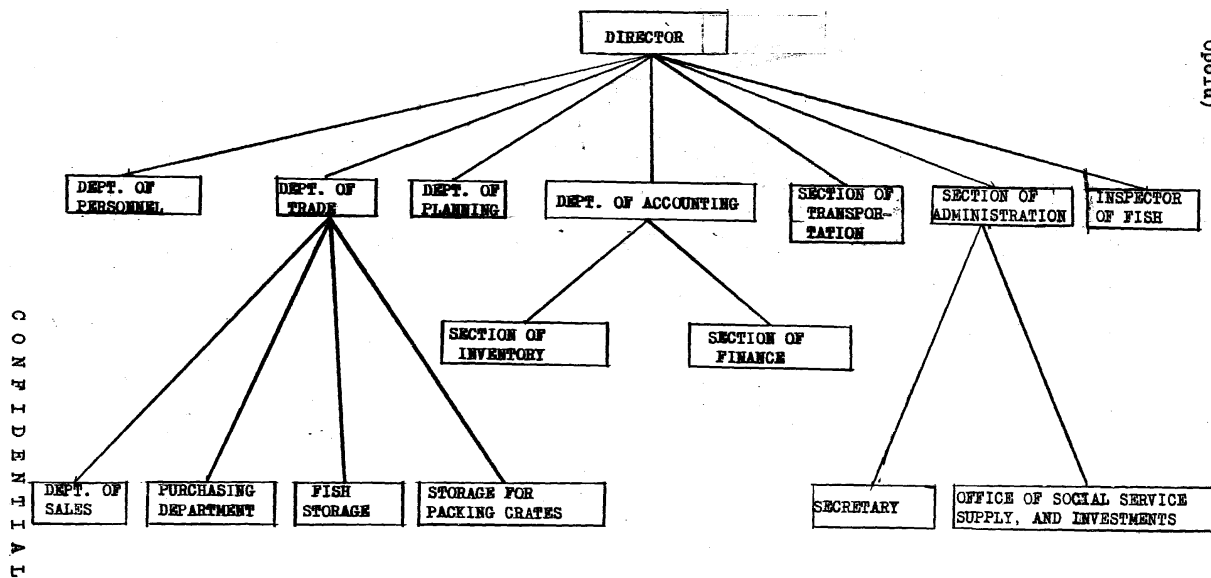 DIRECTOR
DEPT. OF
PERSONNEL
DEPT. OF
TRADE
DEPT. OF
PLANNING
DEPT. OF ACCOUNTING
SECTION OF
TRANSPOR-
TATION
SECTION OF
ADMINISTRATION
INSPECTOR
OF FISH
SECTION OF
INVENTORY
SECTION OF
FINANCE
DEPT. OF
SALES
PURCHASING
DEPARTMENT
FISH
STORAGE
STORAGE FOR
PACKING CRATES
SECRETARY
OFFICE OF SOCIAL SERVICE
SUPPLY, AND INVESTMENTS
CONFIDENTIAL